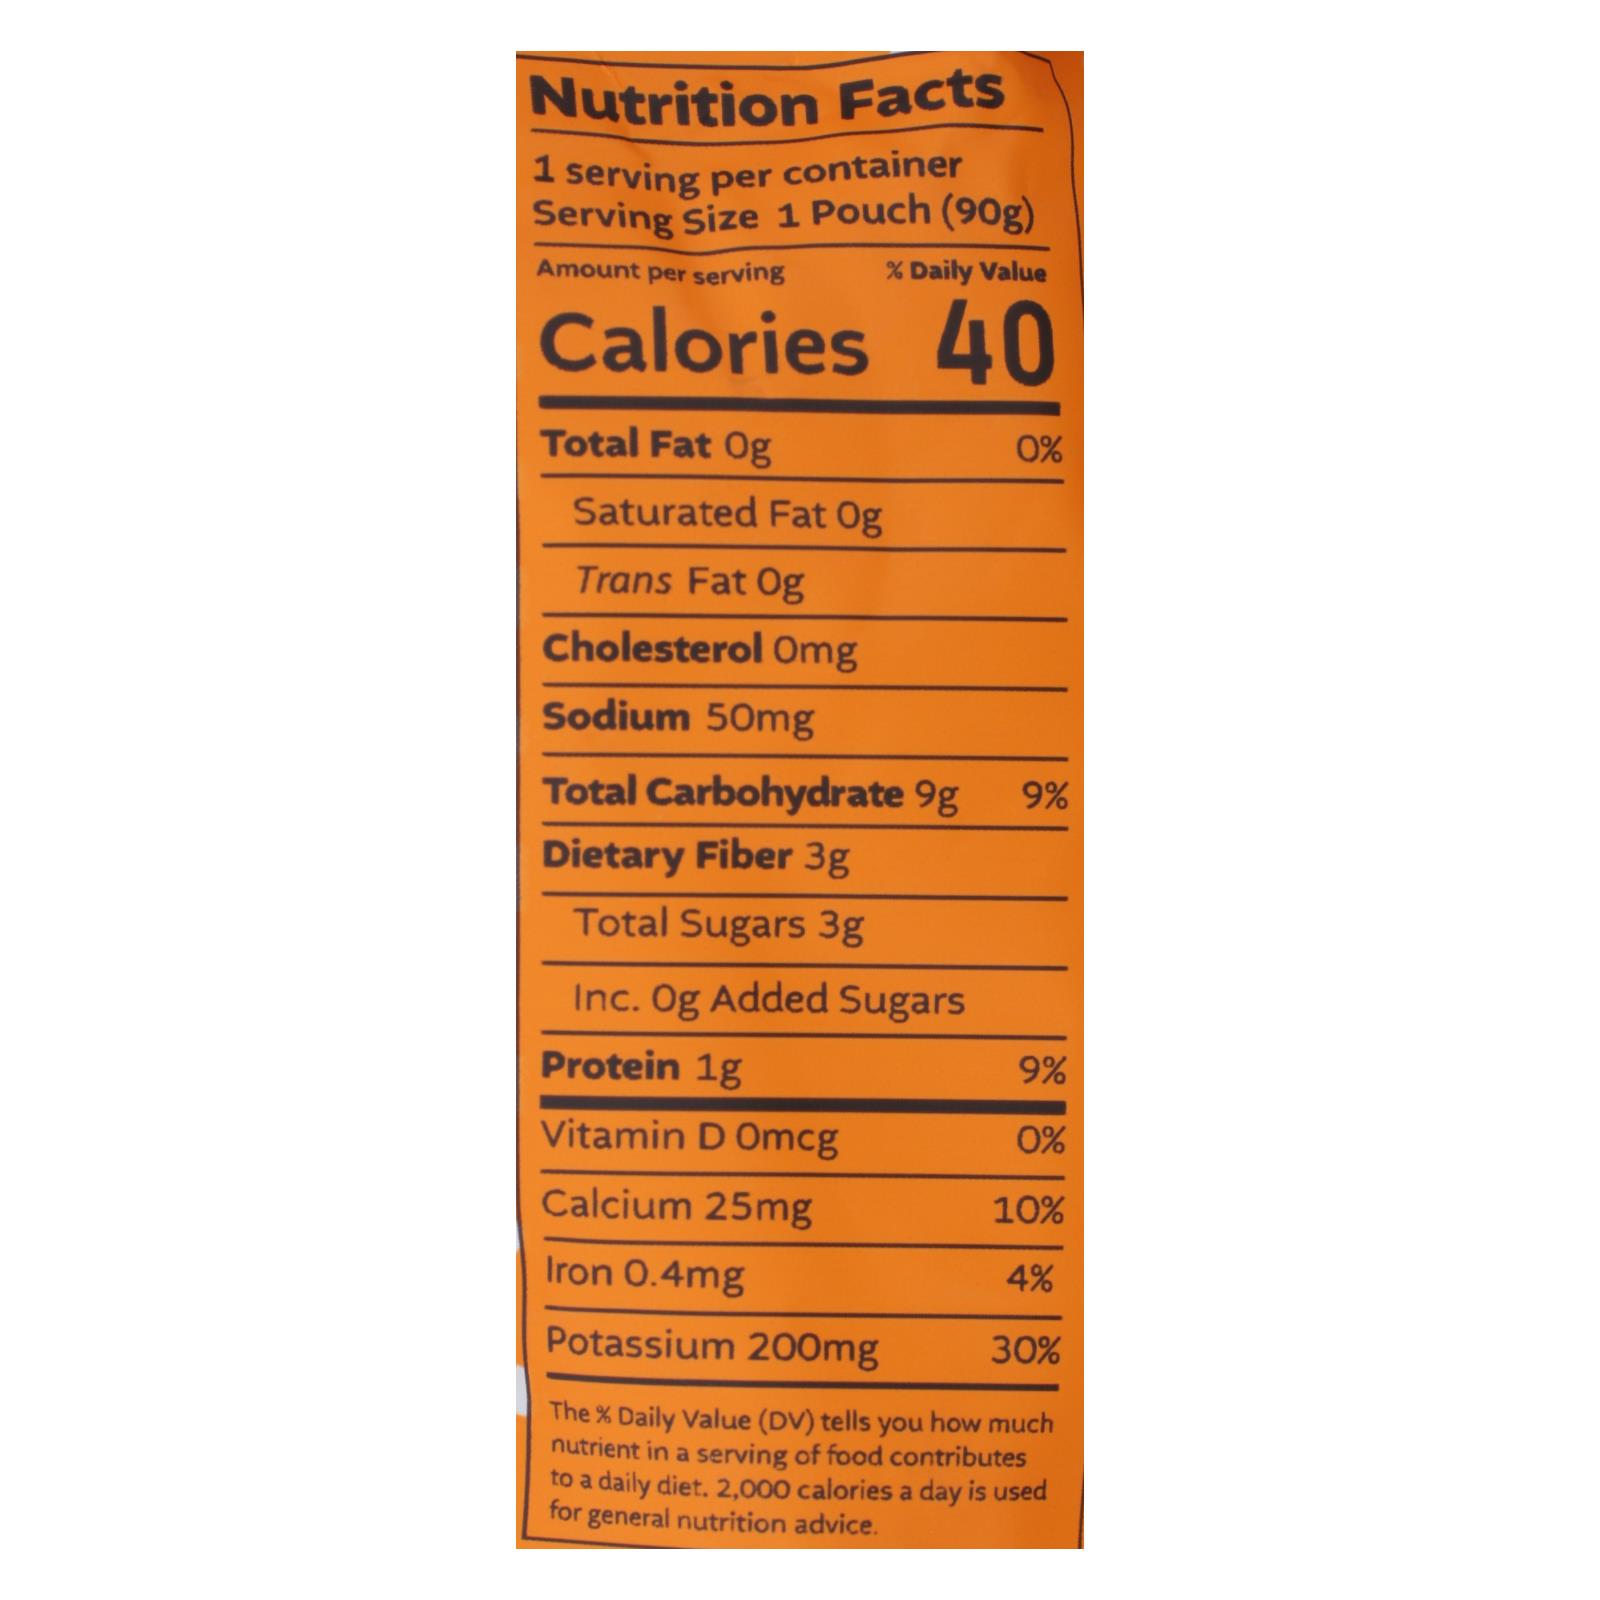 Nutrition Facts
1 serving per container
Serving Size 1 Pouch (90g)
Amount per serving % Daily Value
Calories 40
Total Fat 0g 0%
Saturated Fat 0g
Trans Fat 0g
Cholesterol 0mg
Sodium 50mg
Total Carbohydrate 9g 9%
Dietary Fiber 3g
Total Sugars 3g
Inc. 0g Added Sugars
Protein 1g 9%
Vitamin D 0mcg 0%
Calcium 25mg 10%
Iron 0.4mg 4%
Potassium 200mg 30%
The % Daily Value (DV) tells you how much
nutrient in a serving of food contributes
to a daily diet. 2,000 calories a day is used
for general nutrition advice.